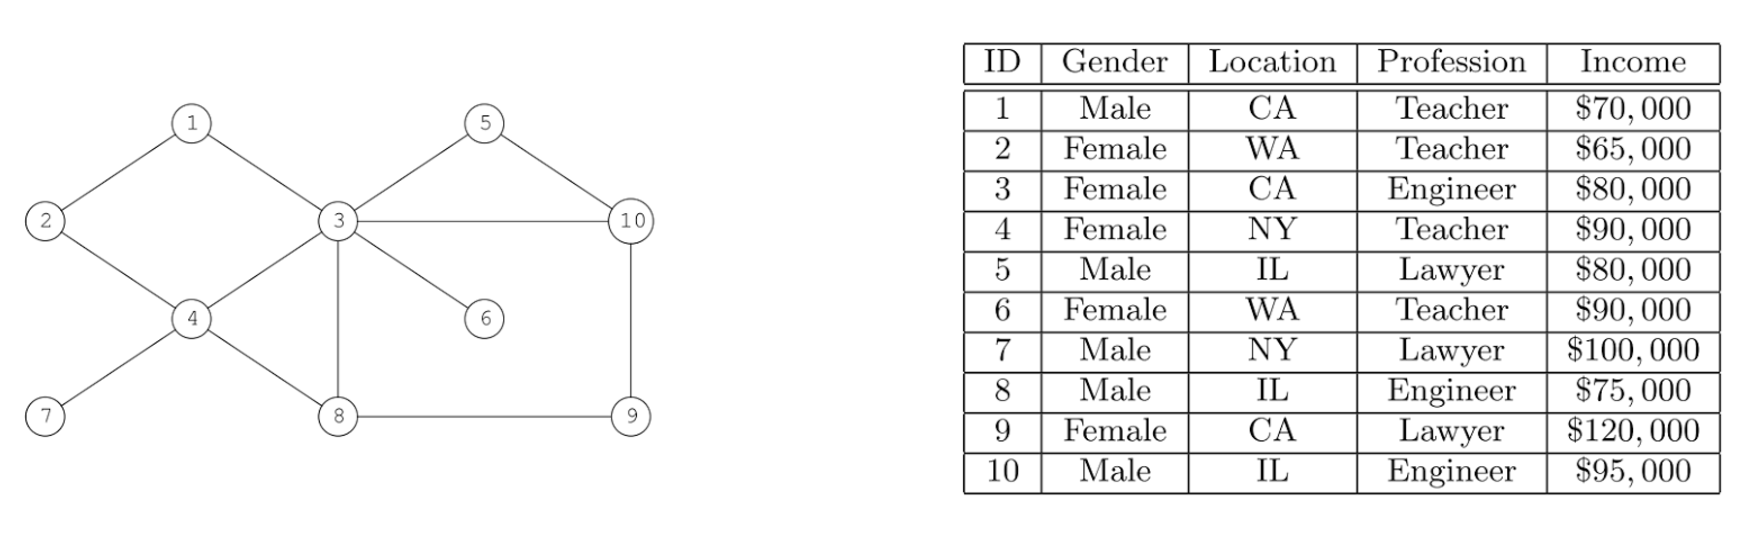 1
5
2
3
10
4
6
7
8
9
ID Gender Location Profession Income
1 Male CA Teacher $70,000
2 Female WA Teacher $65,000
3 Female CA Engineer $80,000
4 Female NY Teacher $90,000
5 Male IL Lawyer $80,000
6 Female WA Teacher $90,000
7 Male NY Lawyer $100,000
8 Male IL Engineer $75,000
9 Female CA Lawyer $120,000
10 Male IL Engineer $95,000